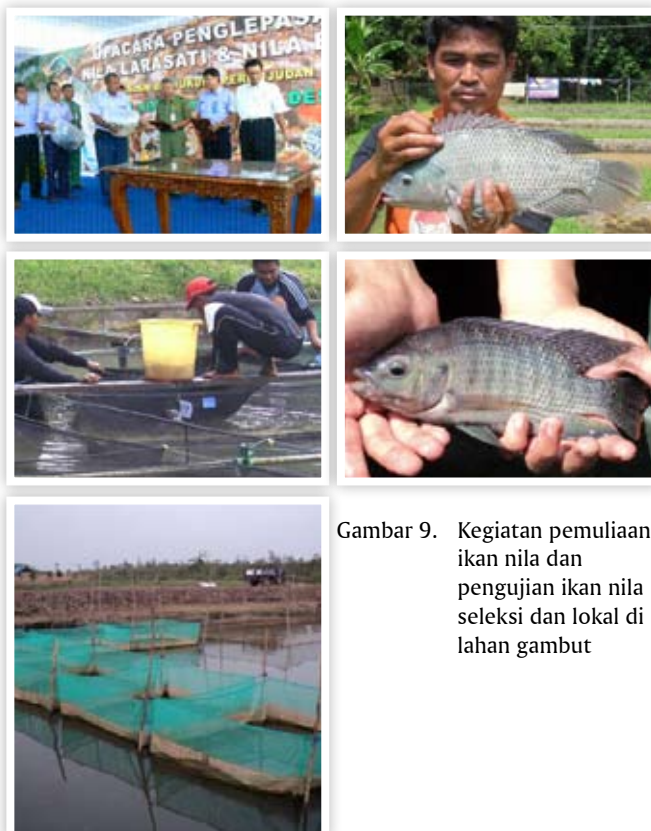 UPACARA PENGLEPASA
NILA LARASATI & NILA
Gambar 9. Kegiatan pemuliaan
ikan nila dan
pengujian ikan nila
seleksi dan lokal di
lahan gambut